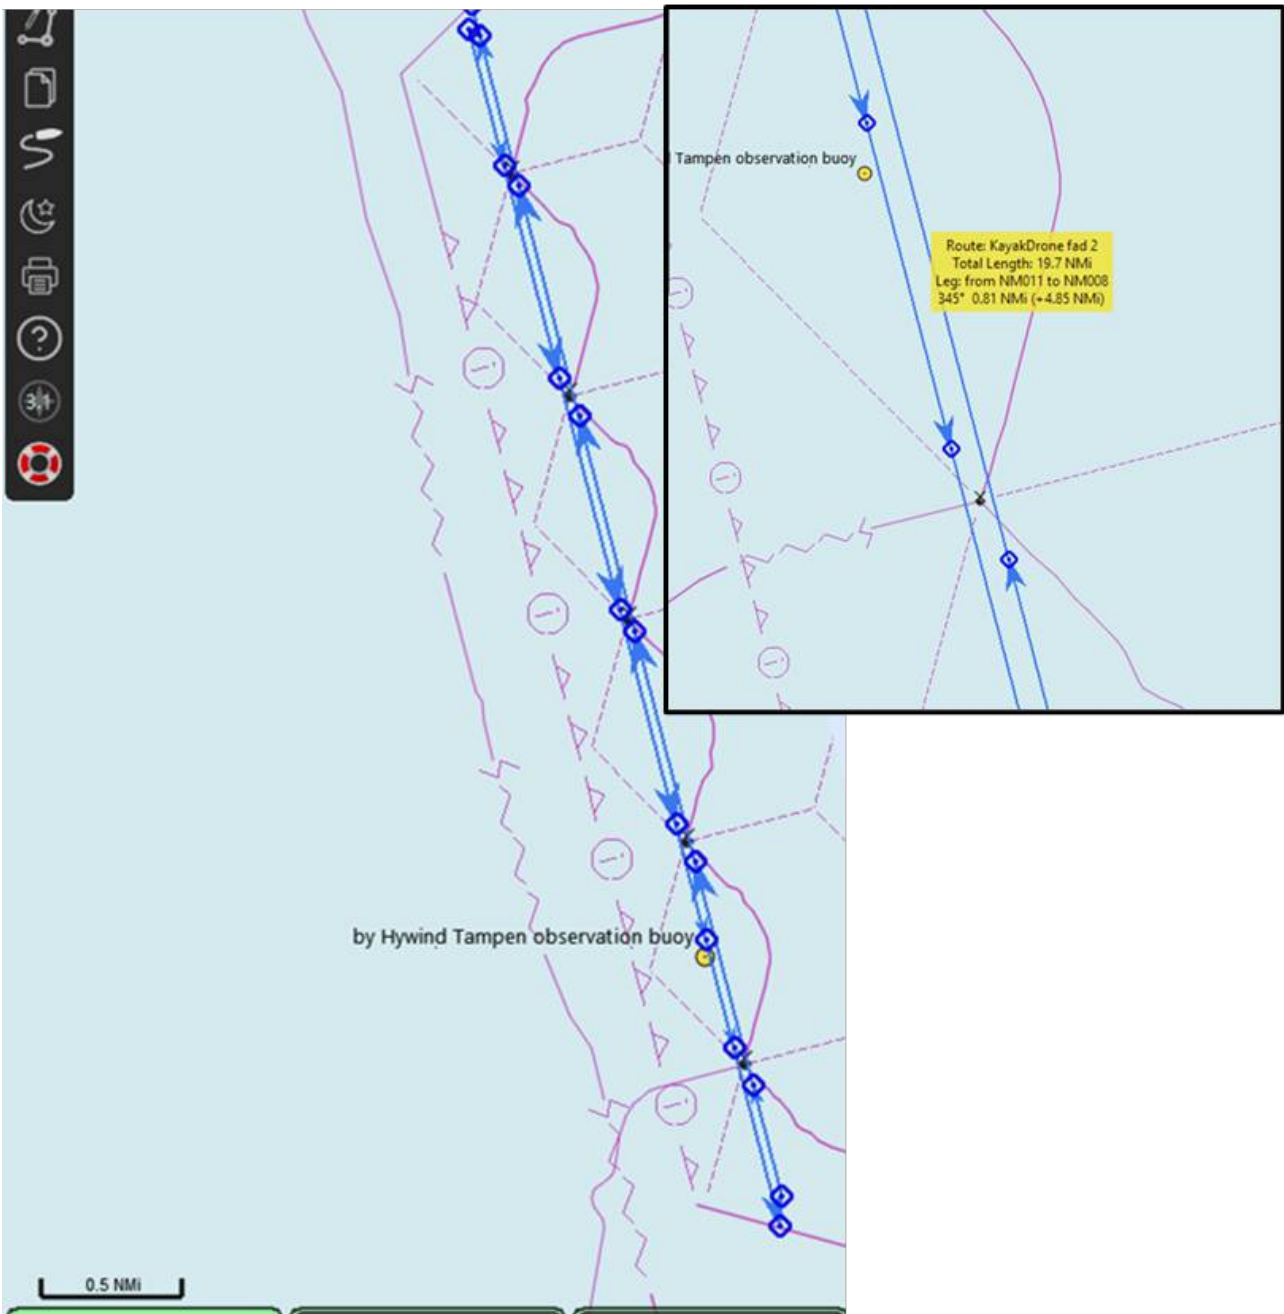 Tampen observation buoy
Route: KayakDrone fad 2
Total Length: 19.7 NMi
Leg: from NM011 to NM008
345° 0.81 NMi (+4.85 NMi)
by Hywind Tampen observation buoy
0.5 NMi